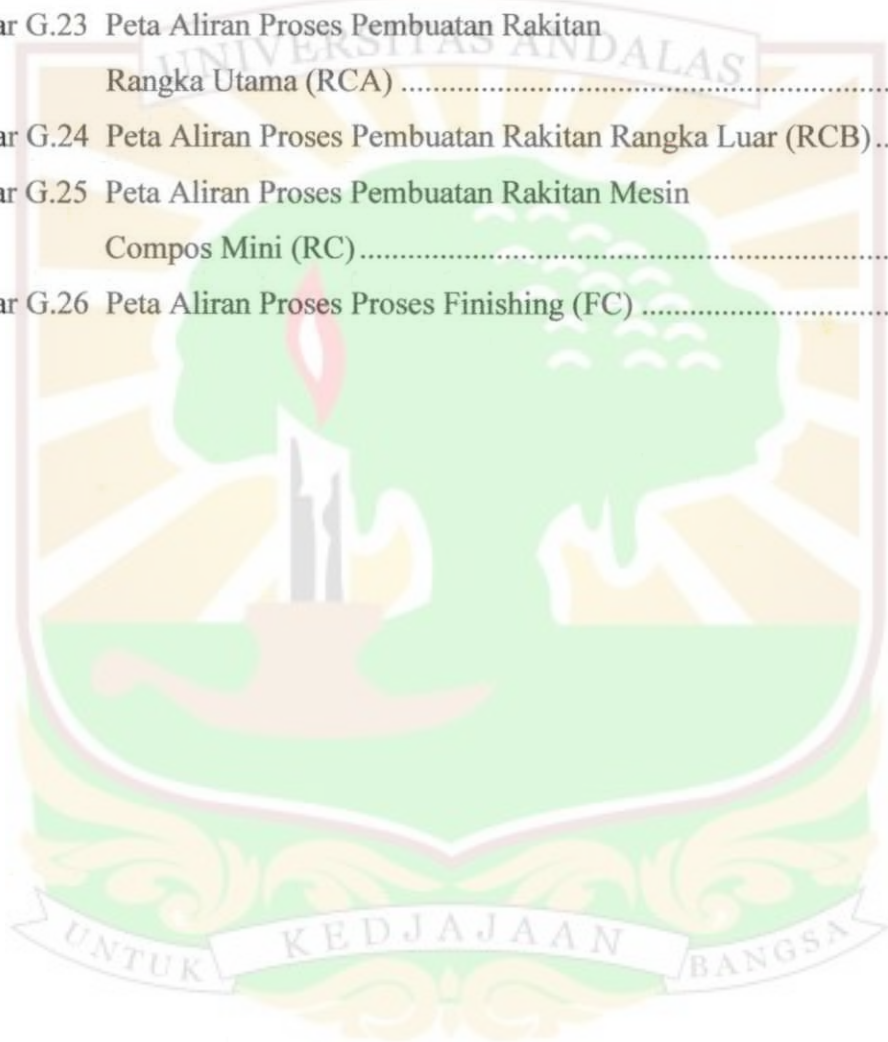 ar G.23 Peta Aliran Proses Pembuatan Rakitan
UNIVERSITAS ANDALAS
Rangka Utama (RCA) ........................................................
ar G.24 Peta Aliran Proses Pembuatan Rakitan Rangka Luar (RCB)..
ar G.25 Peta Aliran Proses Pembuatan Rakitan Mesin
Compos Mini (RC)............................................................
ar G.26 Peta Aliran Proses Proses Finishing (FC) ............................
UNTUK KEDJAJAAN BANGSA